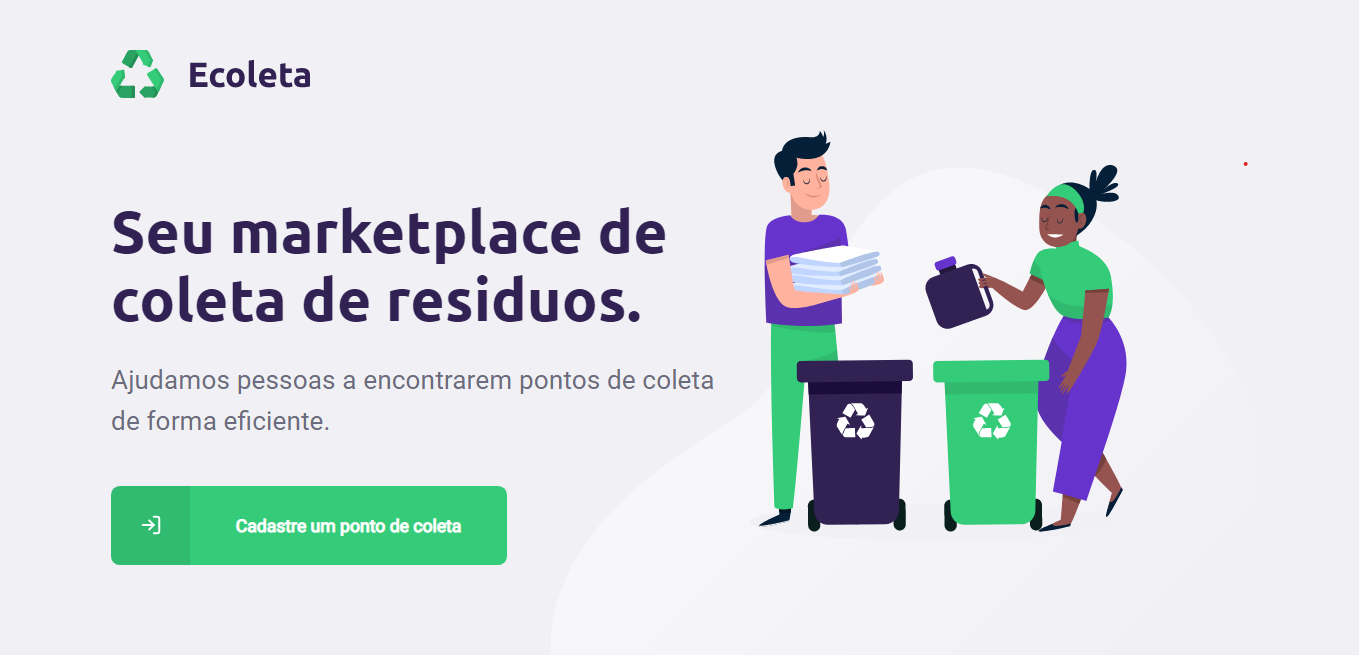 Ecoleta
Seu marketplace de
coleta de residuos.
Ajudamos pessoas a encontrarem pontos de coleta
de forma eficiente.
Cadastre um ponto de coleta